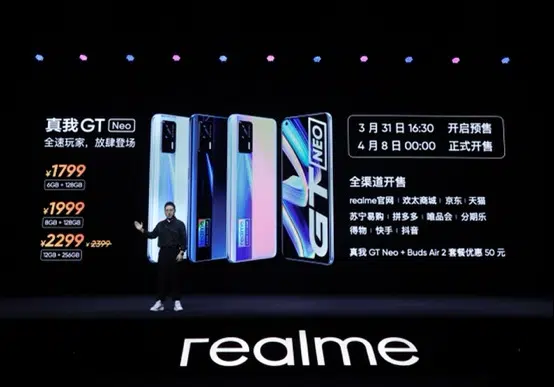 真我GT Neo
全速玩家，放肆登场
¥1799
6GB+128GB
¥1999
8GB+128GB
¥2299 ¥2399
12GB+256GB
GT NEO
3 月 31 日 16:30 开启预售
4 月 8 日 00:00 正式开售
全渠道开售
realme官网 | 欢太商城 | 京东 | 天猫
苏宁易购 | 拼多多 | 唯品会 | 分期乐
得物 | 快手 | 抖音
真我 GT Neo + Buds Air 2 套餐优惠 50 元
realme